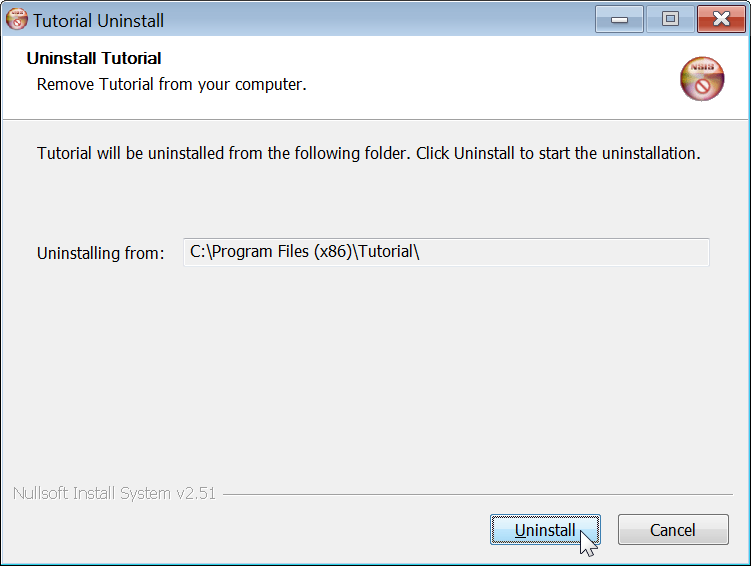 Tutorial Uninstall
Uninstall Tutorial
Remove Tutorial from your computer.
Tutorial will be uninstalled from the following folder. Click Uninstall to start the uninstallation.
Uninstalling from: C:\Program Files (x86)\Tutorial\
Nullsoft Install System v2.51
Uninstall Cancel